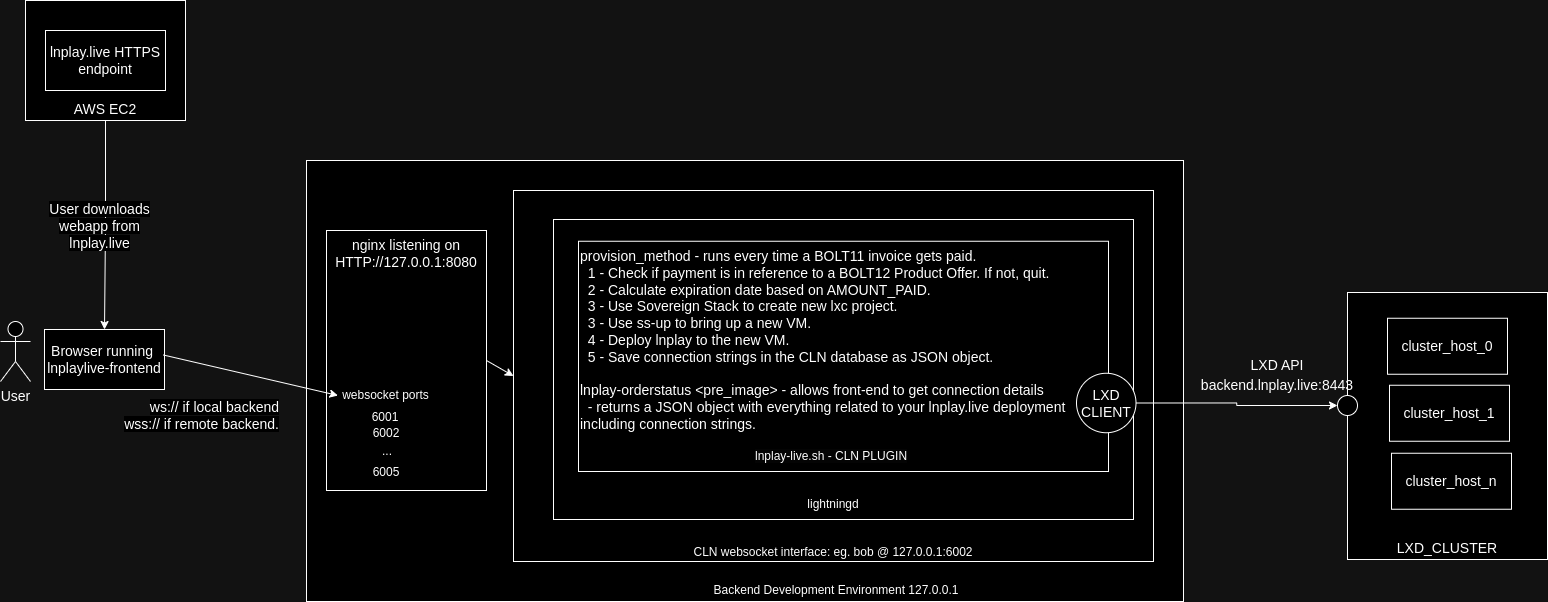 lnplay.live HTTPS
endpoint
AWS EC2
User downloads
webapp from
lnplay.live
User
Browser running
lnplaylive-frontend
ws:// if local backend
wss:// if remote backend.
nginx listening on
HTTP://127.0.0.1:8080
websocket ports
6001
6002
...
6005
provision_method - runs every time a BOLT11 invoice gets paid.
1 - Check if payment is in reference to a BOLT12 Product Offer. If not, quit.
2 - Calculate expiration date based on AMOUNT_PAID.
3 - Use Sovereign Stack to create new lxc project.
3 - Use ss-up to bring up a new VM.
4 - Deploy lnplay to the new VM.
5 - Save connection strings in the CLN database as JSON object.
lnplay-orderstatus <pre_image> - allows front-end to get connection details
- returns a JSON object with everything related to your lnplay.live deployment
including connection strings.
lnplay-live.sh - CLN PLUGIN
lightningd
CLN websocket interface: eg. bob @ 127.0.0.1:6002
Backend Development Environment 127.0.0.1
LXD
CLIENT
LXD API
backend.lnplay.live:8443
cluster_host_0
cluster_host_1
cluster_host_n
LXD_CLUSTER